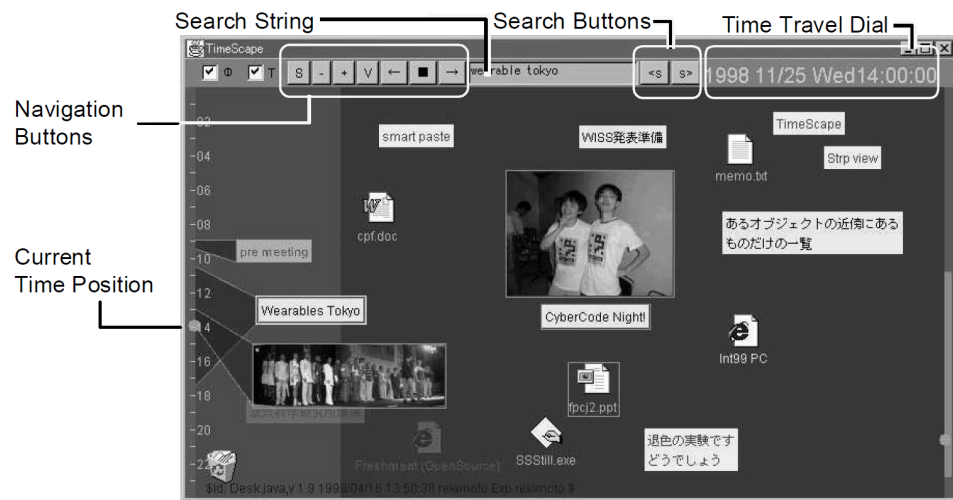 Search String
Search Buttons
Time Travel Dial
TimeScape
Φ
T
S
-
+
V
←
■
→
wearable tokyo
<s
s>
1998 11/25 Wed14:00:00
Navigation
Buttons
02
04
06
08
10
12
14
16
18
20
22
smart paste
WISS発表準備
TimeScape
Strp view
memo.txt
cpf.doc
あるオブジェクトの近傍にある
ものだけの一覧
pre meeting
Current
Time Position
Wearables Tokyo
CyberCode Night!
Int99 PC
fpcj2.ppt
退色の実験です
どうでしょう
SSStill.exe
Freshmeat (OpenSource)
$Id: Desk.java,v 1.9 1999/04/16 13:50:38 rekimoto Exp rekimoto $